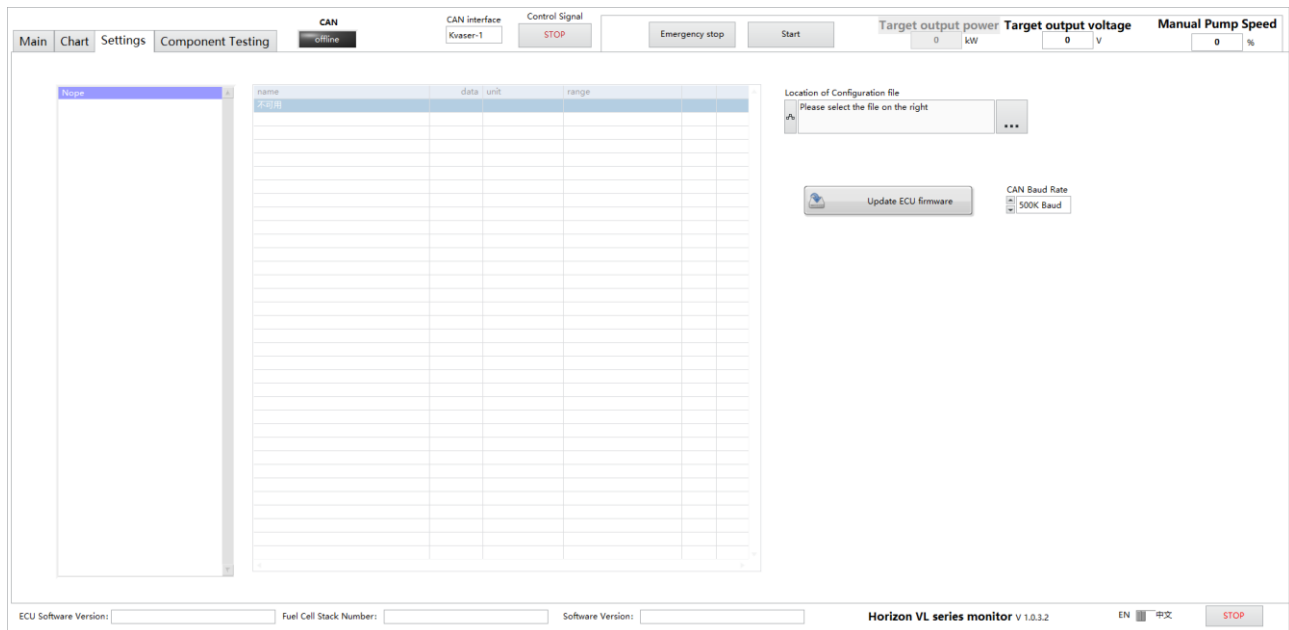 Main Chart Settings Component Testing
CAN
offline
CAN interface
Kvaser-1
Control Signal
STOP
Emergency stop
Start
Target output power
0 kW
Target output voltage
0 V
Manual Pump Speed
0 %
Nope
name data unit range
不可用
Location of Configuration file
Please select the file on the right
...
Update ECU firmware
CAN Baud Rate
500K Baud
ECU Software Version:
Fuel Cell Stack Number:
Software Version:
Horizon VL series monitor V 1.0.3.2
EN 中文
STOP